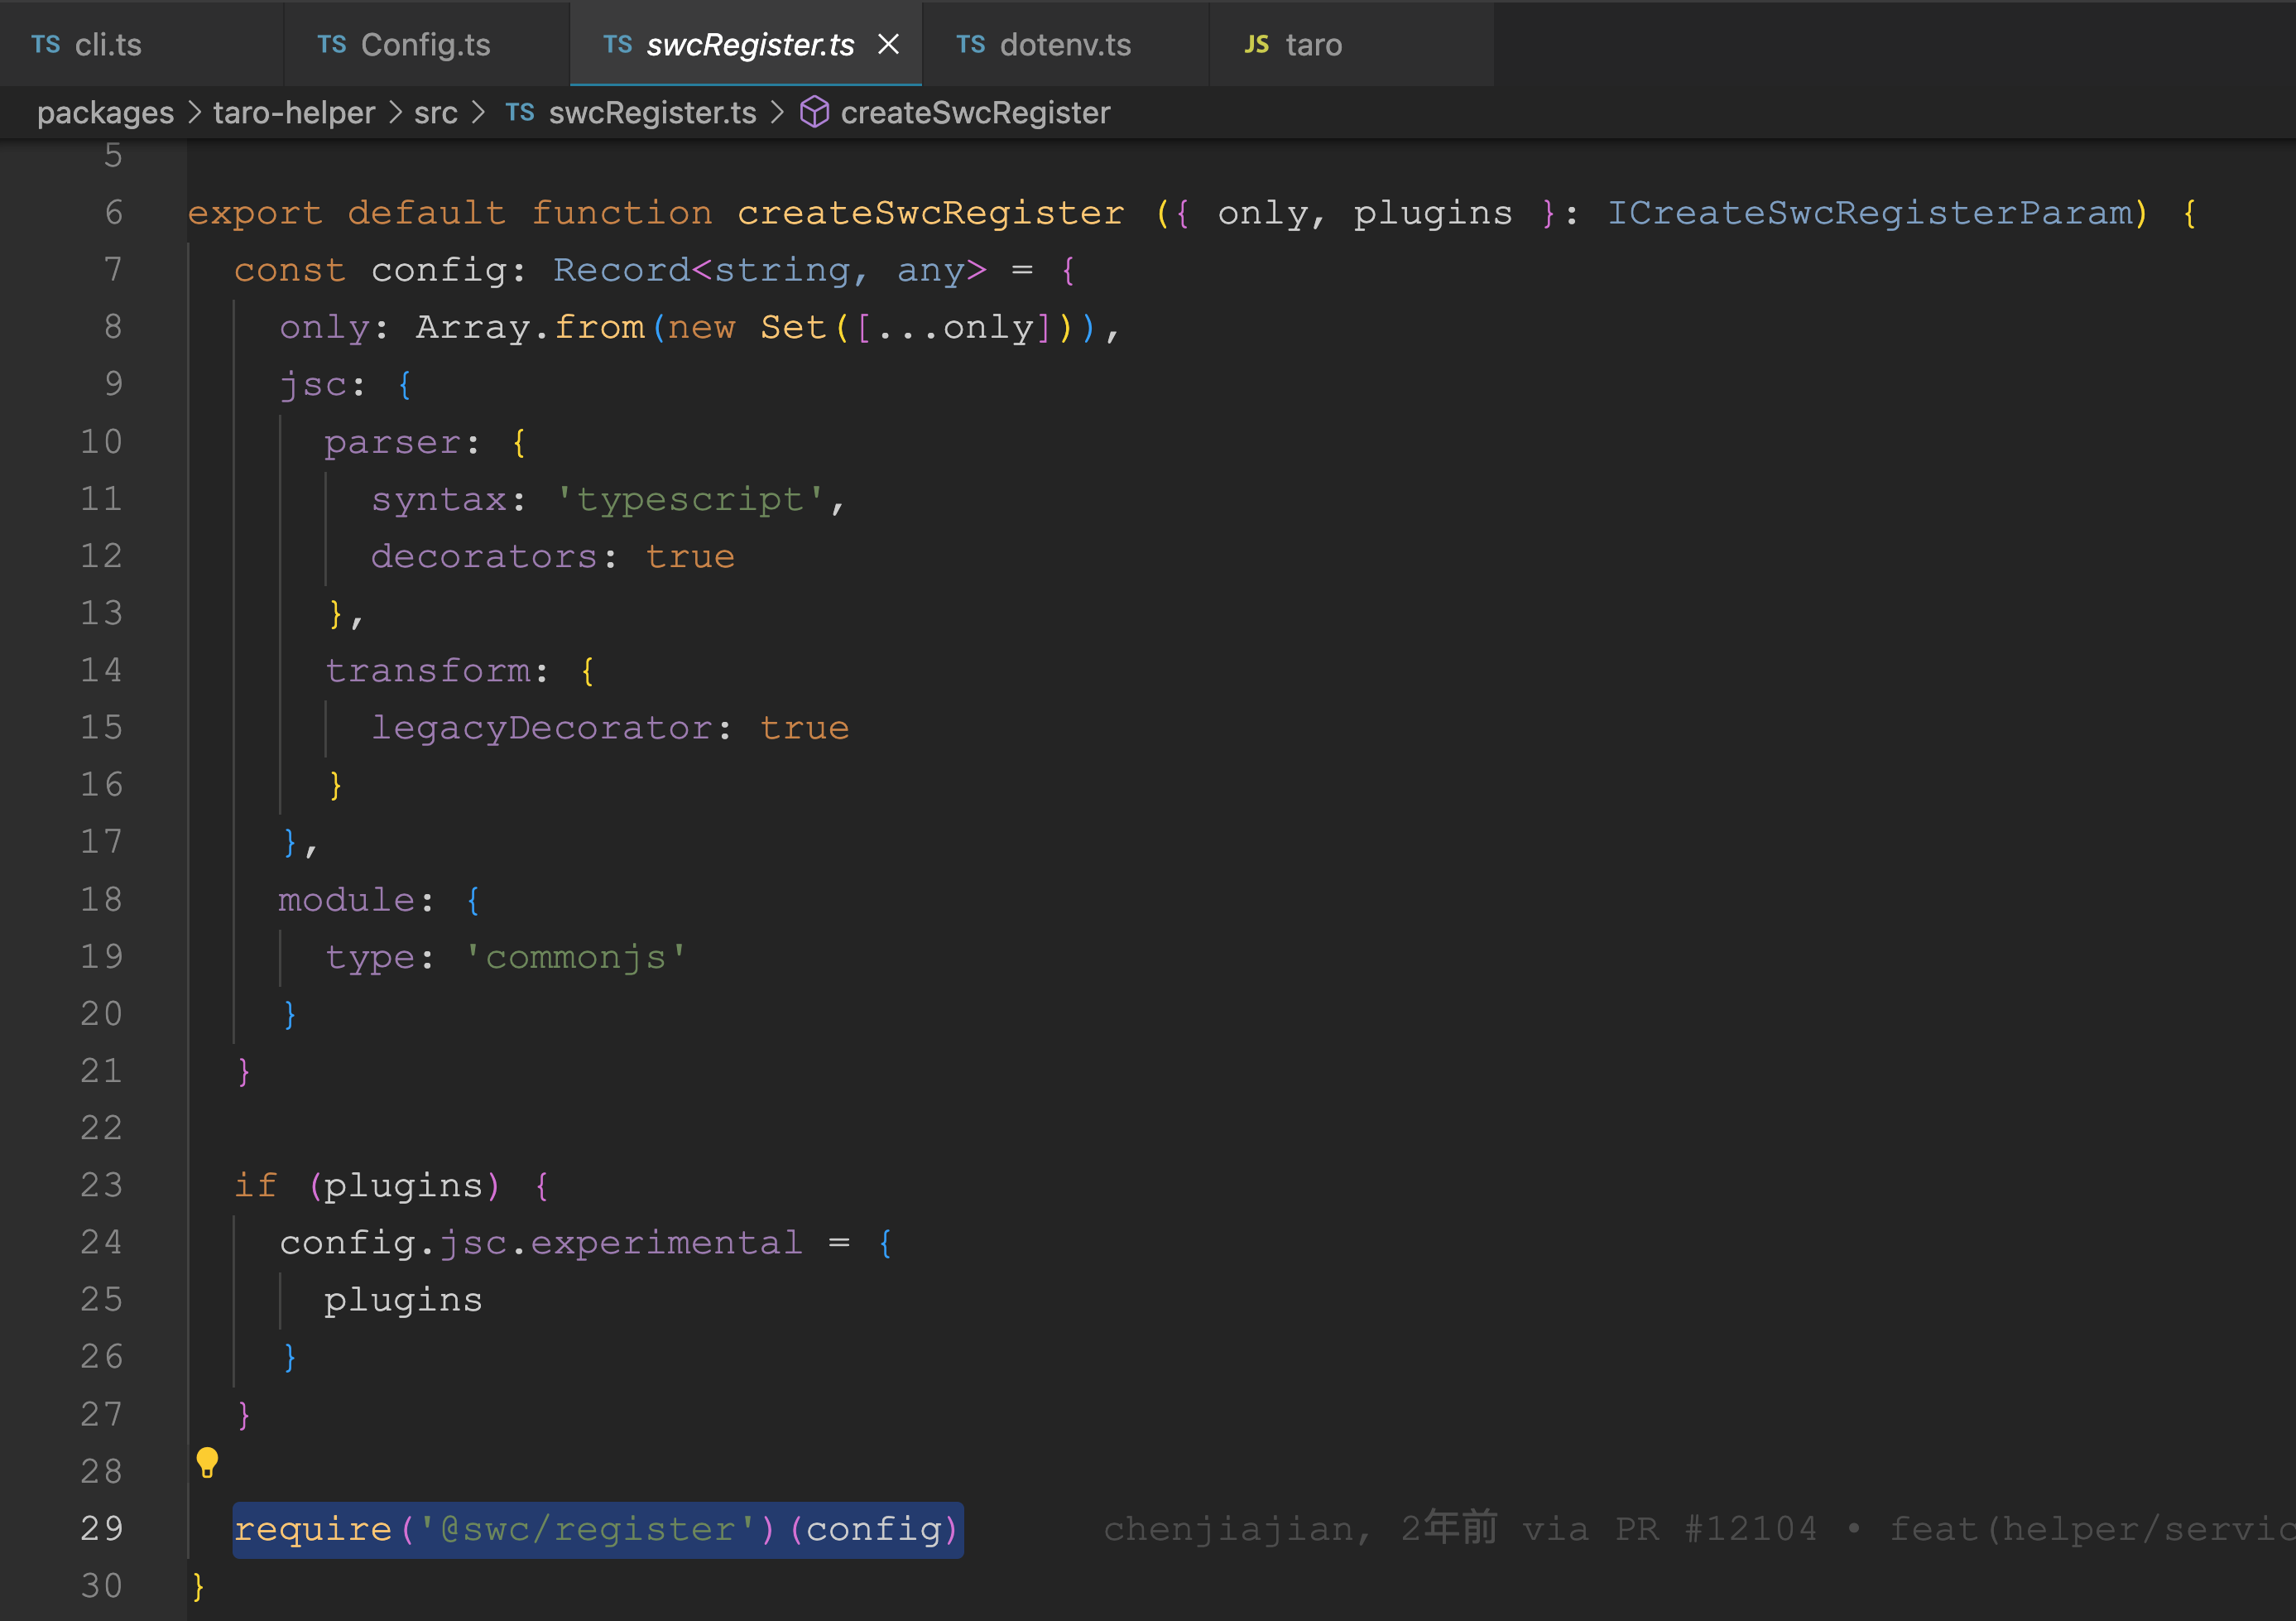 TS cli.ts TS Config.ts TS swcRegister.ts TS dotenv.ts JS taro
packages > taro-helper > src > TS swcRegister.ts > createSwcRegister
5
6 export default function createSwcRegister ({ only, plugins }: ICreateSwcRegisterParam) {
7   const config: Record<string, any> = {
8     only: Array.from(new Set([...only])),
9     jsc: {
10       parser: {
11         syntax: 'typescript',
12         decorators: true
13       },
14       transform: {
15         legacyDecorator: true
16       }
17     },
18     module: {
19       type: 'commonjs'
20     }
21   }
22
23   if (plugins) {
24     config.jsc.experimental = {
25       plugins
26     }
27   }
28
29   require('@swc/register')(config) chenjiajian, 2年前 via PR #12104 • feat(helper/servic
30 }